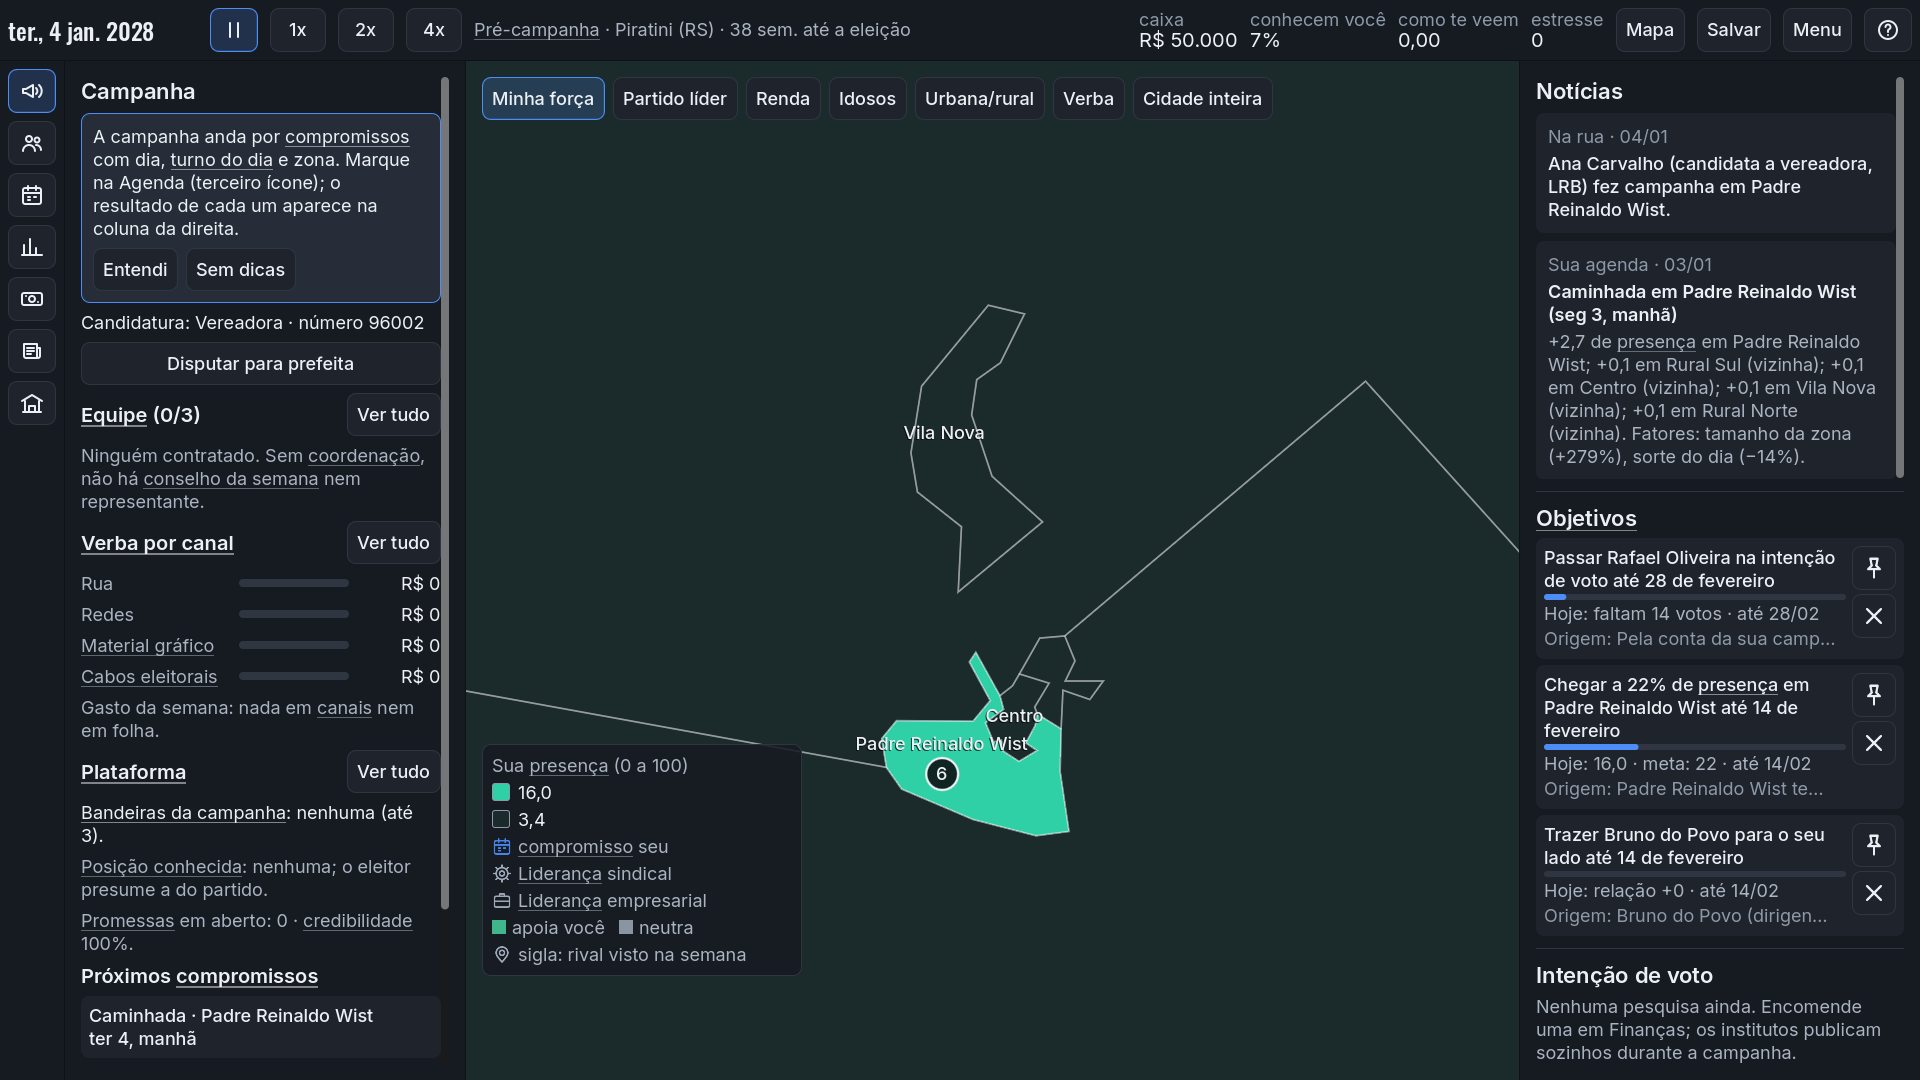 ter., 4 jan. 2028
1x
2x
4x
Pré-campanha · Piratini (RS) · 38 sem. até a eleição
caixa
R$ 50.000
conhecem você
7%
como te veem
0,00
estresse
0
Mapa
Salvar
Menu
Campanha
A campanha anda por compromissos
com dia, turno do dia e zona. Marque
na Agenda (terceiro ícone); o
resultado de cada um aparece na
coluna da direita.
Entendi
Sem dicas
Candidatura: Vereadora · número 96002
Disputar para prefeita
Equipe (0/3)
Ver tudo
Ninguém contratado. Sem coordenação,
não há conselho da semana nem
representante.
Verba por canal
Ver tudo
Rua R$ 0
Redes R$ 0
Material gráfico R$ 0
Cabos eleitorais R$ 0
Gasto da semana: nada em canais nem
em folha.
Plataforma
Ver tudo
Bandeiras da campanha: nenhuma (até
3).
Posição conhecida: nenhuma; o eleitor
presume a do partido.
Promessas em aberto: 0 · credibilidade
100%.
Próximos compromissos
Caminhada · Padre Reinaldo Wist
ter 4, manhã
Minha força
Partido líder
Renda
Idosos
Urbana/rural
Verba
Cidade inteira
Vila Nova
Centro
Padre Reinaldo Wist
6
Sua presença (0 a 100)
16,0
3,4
compromisso seu
Liderança sindical
Liderança empresarial
apoia você neutra
sigla: rival visto na semana
Notícias
Na rua · 04/01
Ana Carvalho (candidata a vereadora,
LRB) fez campanha em Padre
Reinaldo Wist.
Sua agenda · 03/01
Caminhada em Padre Reinaldo Wist
(seg 3, manhã)
+2,7 de presença em Padre Reinaldo
Wist; +0,1 em Rural Sul (vizinha); +0,1
em Centro (vizinha); +0,1 em Vila Nova
(vizinha); +0,1 em Rural Norte
(vizinha). Fatores: tamanho da zona
(+279%), sorte do dia (−14%).
Objetivos
Passar Rafael Oliveira na intenção
de voto até 28 de fevereiro
Hoje: faltam 14 votos · até 28/02
Origem: Pela conta da sua camp...
Chegar a 22% de presença em
Padre Reinaldo Wist até 14 de
fevereiro
Hoje: 16,0 · meta: 22 · até 14/02
Origem: Padre Reinaldo Wist te...
Trazer Bruno do Povo para o seu
lado até 14 de fevereiro
Hoje: relação +0 · até 14/02
Origem: Bruno do Povo (dirigen...
Intenção de voto
Nenhuma pesquisa ainda. Encomende
uma em Finanças; os institutos publicam
sozinhos durante a campanha.